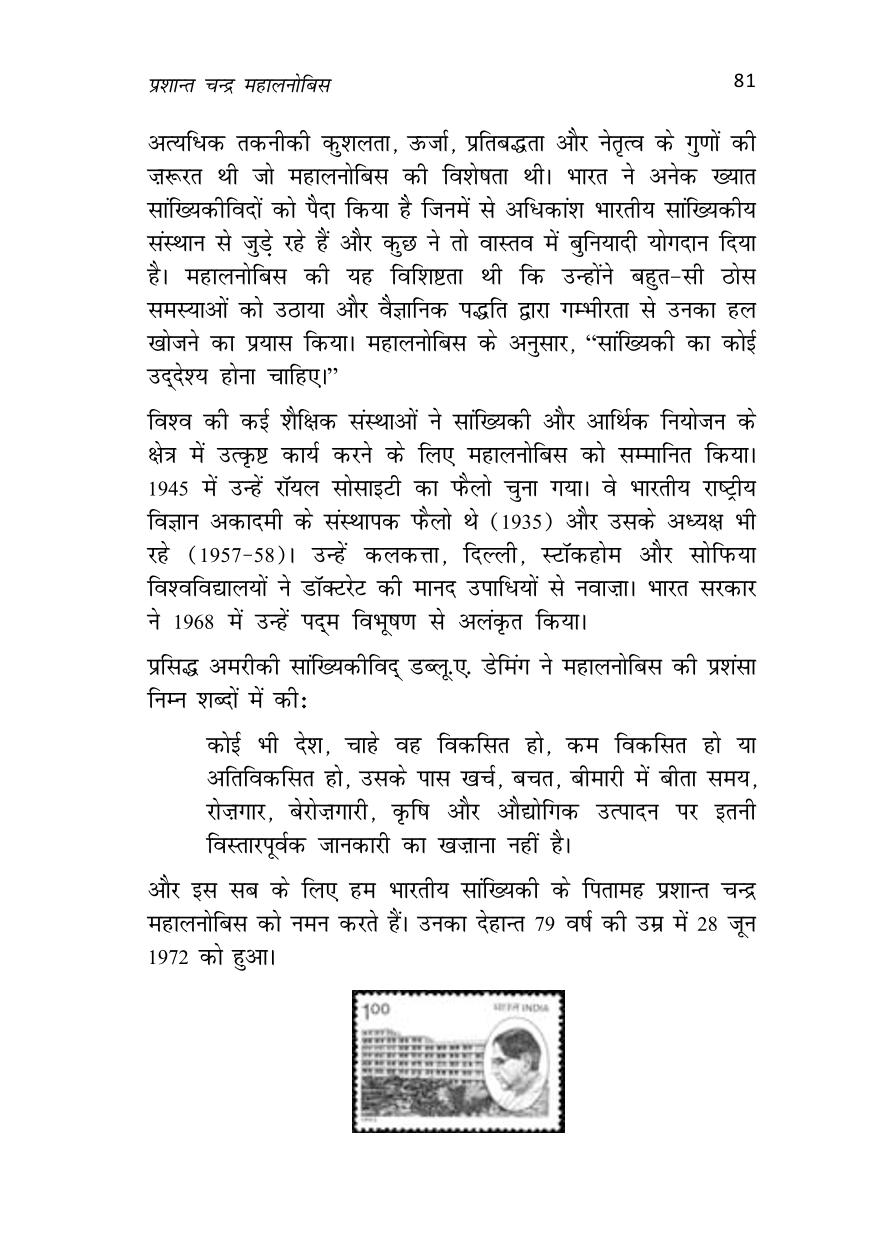 प्रशान्त चन्द्र महालनोबिस 81
अत्यधिक तकनीकी कुशलता, ऊर्जा, प्रतिबद्धता और नेतृत्व के गुणों की
ज़रूरत थी जो महालनोबिस की विशेषता थी। भारत ने अनेक ख्यात
सांख्यिकीविदों को पैदा किया है जिनमें से अधिकांश भारतीय सांख्यिकीय
संस्थान से जुड़े रहे हैं और कुछ ने तो वास्तव में बुनियादी योगदान दिया
है। महालनोबिस की यह विशिष्टता थी कि उन्होंने बहुत-सी ठोस
समस्याओं को उठाया और वैज्ञानिक पद्धति द्वारा गम्भीरता से उनका हल
खोजने का प्रयास किया। महालनोबिस के अनुसार, “सांख्यिकी का कोई
उद्‌देश्य होना चाहिए।”
विश्व की कई शैक्षिक संस्थाओं ने सांख्यिकी और आर्थिक नियोजन के
क्षेत्र में उत्कृष्ट कार्य करने के लिए महालनोबिस को सम्मानित किया।
1945 में उन्हें रॉयल सोसाइटी का फैलो चुना गया। वे भारतीय राष्ट्रीय
विज्ञान अकादमी के संस्थापक फैलो थे (1935) और उसके अध्यक्ष भी
रहे (1957-58)। उन्हें कलकत्ता, दिल्ली, स्टॉकहोम और सोफिया
विश्वविद्यालयों ने डॉक्टरेट की मानद उपाधियों से नवाज़ा। भारत सरकार
ने 1968 में उन्हें पद्‌म विभूषण से अलंकृत किया।
प्रसिद्ध अमरीकी सांख्यिकीविद् डब्लू.ए. डेमिंग ने महालनोबिस की प्रशंसा
निम्न शब्दों में की:
कोई भी देश, चाहे वह विकसित हो, कम विकसित हो या
अतिविकसित हो, उसके पास खर्च, बचत, बीमारी में बीता समय,
रोज़गार, बेरोज़गारी, कृषि और औद्योगिक उत्पादन पर इतनी
विस्तारपूर्वक जानकारी का खज़ाना नहीं है।
और इस सब के लिए हम भारतीय सांख्यिकी के पितामह प्रशान्त चन्द्र
महालनोबिस को नमन करते हैं। उनका देहान्त 79 वर्ष की उम्र में 28 जून
1972 को हुआ।
100 भारत INDIA